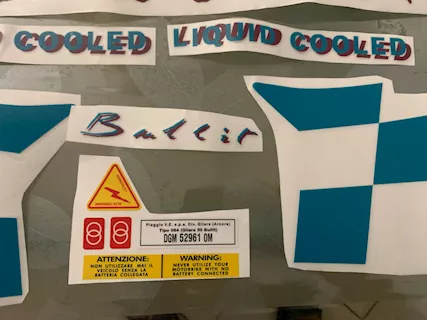 COOLED
LIQUID COOLED
Bullit
Piaggio V.E. s.p.a. Div. Gilera (Arcore)
Tipo 064 (Gilera 50 Bullit)
DGM 52961 OM
ATTENZIONE:
NON UTILIZZARE MAI IL
VEICOLO SENZA LA
BATTERIA COLLEGATA
WARNING:
NEVER UTILIZE YOUR
MOTORBIKE WITH NO
BATTERY CONNECTED